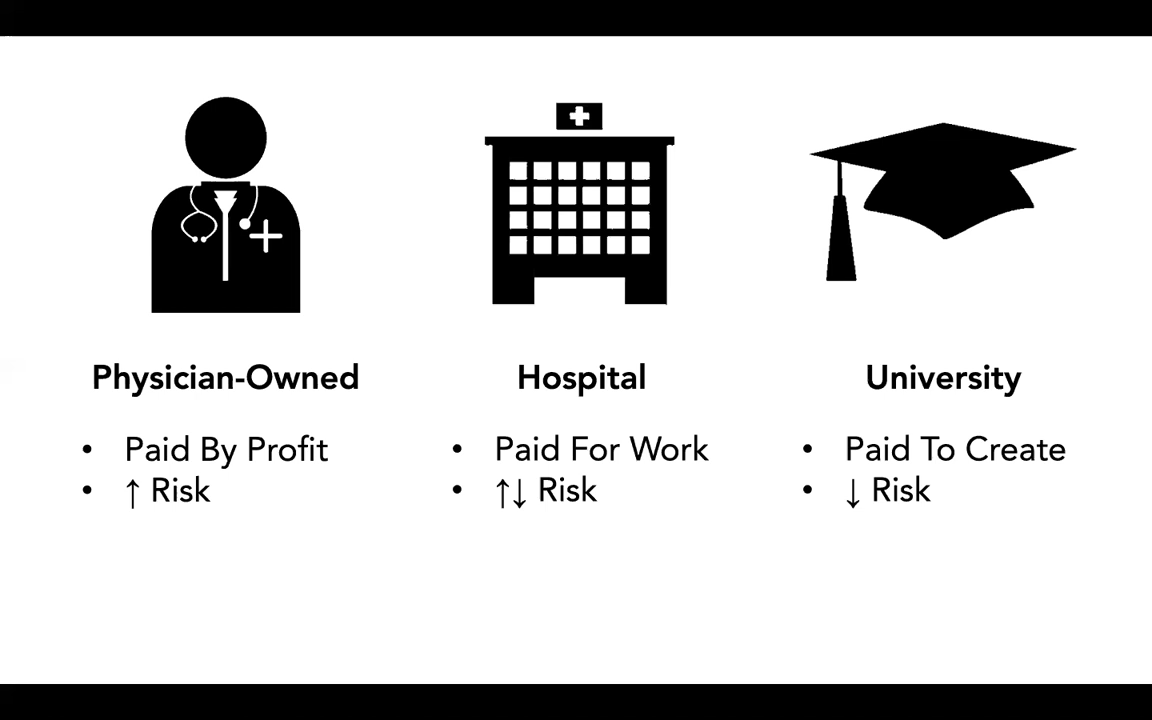 Physician-Owned
• Paid By Profit
• ↑ Risk
Hospital
• Paid For Work
• ↑↓ Risk
University
• Paid To Create
• ↓ Risk